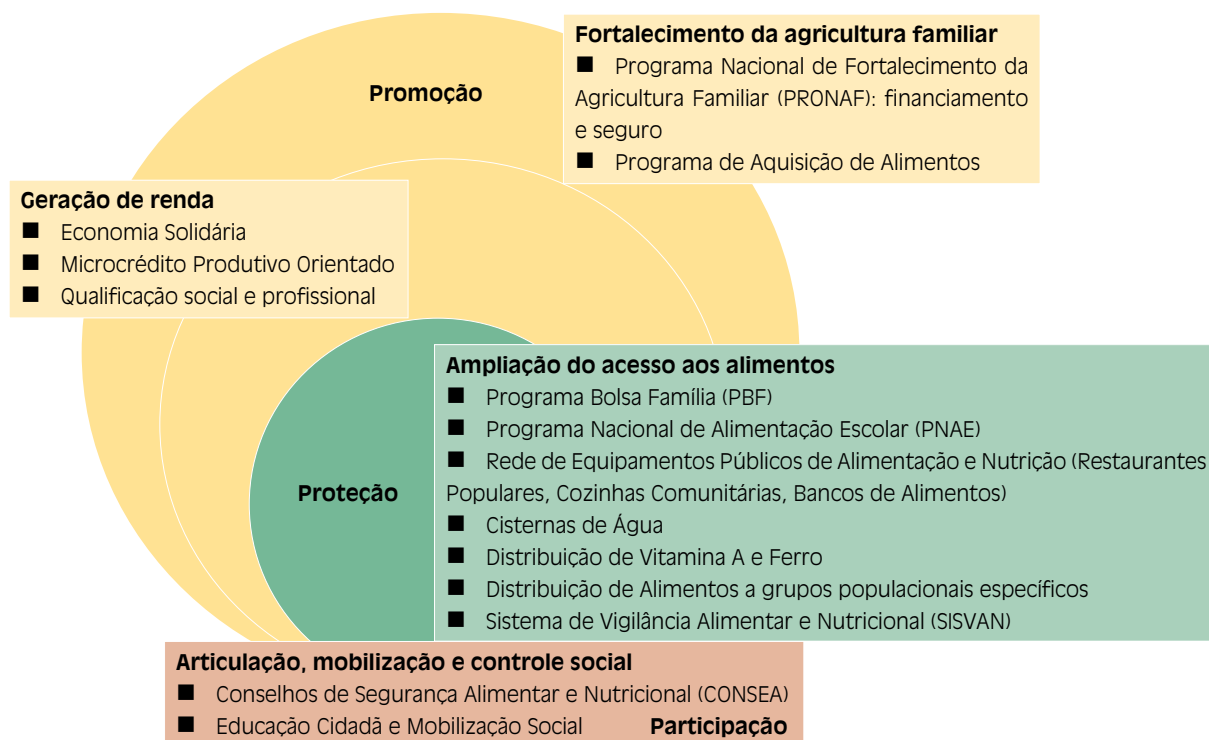 Fortalecimento da agricultura familiar
■ Programa Nacional de Fortalecimento da
Agricultura Familiar (PRONAF): financiamento
e seguro
■ Programa de Aquisição de Alimentos
Promoção
Geração de renda
■ Economia Solidária
■ Microcrédito Produtivo Orientado
■ Qualificação social e profissional
Ampliação do acesso aos alimentos
■ Programa Bolsa Família (PBF)
■ Programa Nacional de Alimentação Escolar (PNAE)
■ Rede de Equipamentos Públicos de Alimentação e Nutrição (Restaurantes
Populares, Cozinhas Comunitárias, Bancos de Alimentos)
■ Cisternas de Água
■ Distribuição de Vitamina A e Ferro
■ Distribuição de Alimentos a grupos populacionais específicos
■ Sistema de Vigilância Alimentar e Nutricional (SISVAN)
Proteção
Articulação, mobilização e controle social
■ Conselhos de Segurança Alimentar e Nutricional (CONSEA)
■ Educação Cidadã e Mobilização Social
Participação